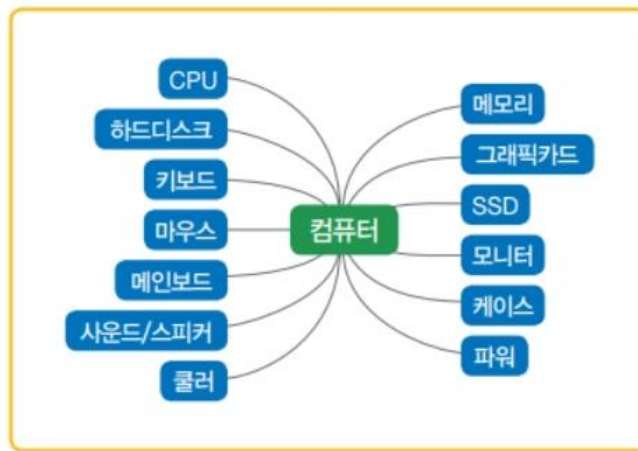 CPU
하드디스크
키보드
마우스
메인보드
사운드/스피커
쿨러
컴퓨터
메모리
그래픽카드
SSD
모니터
케이스
파워